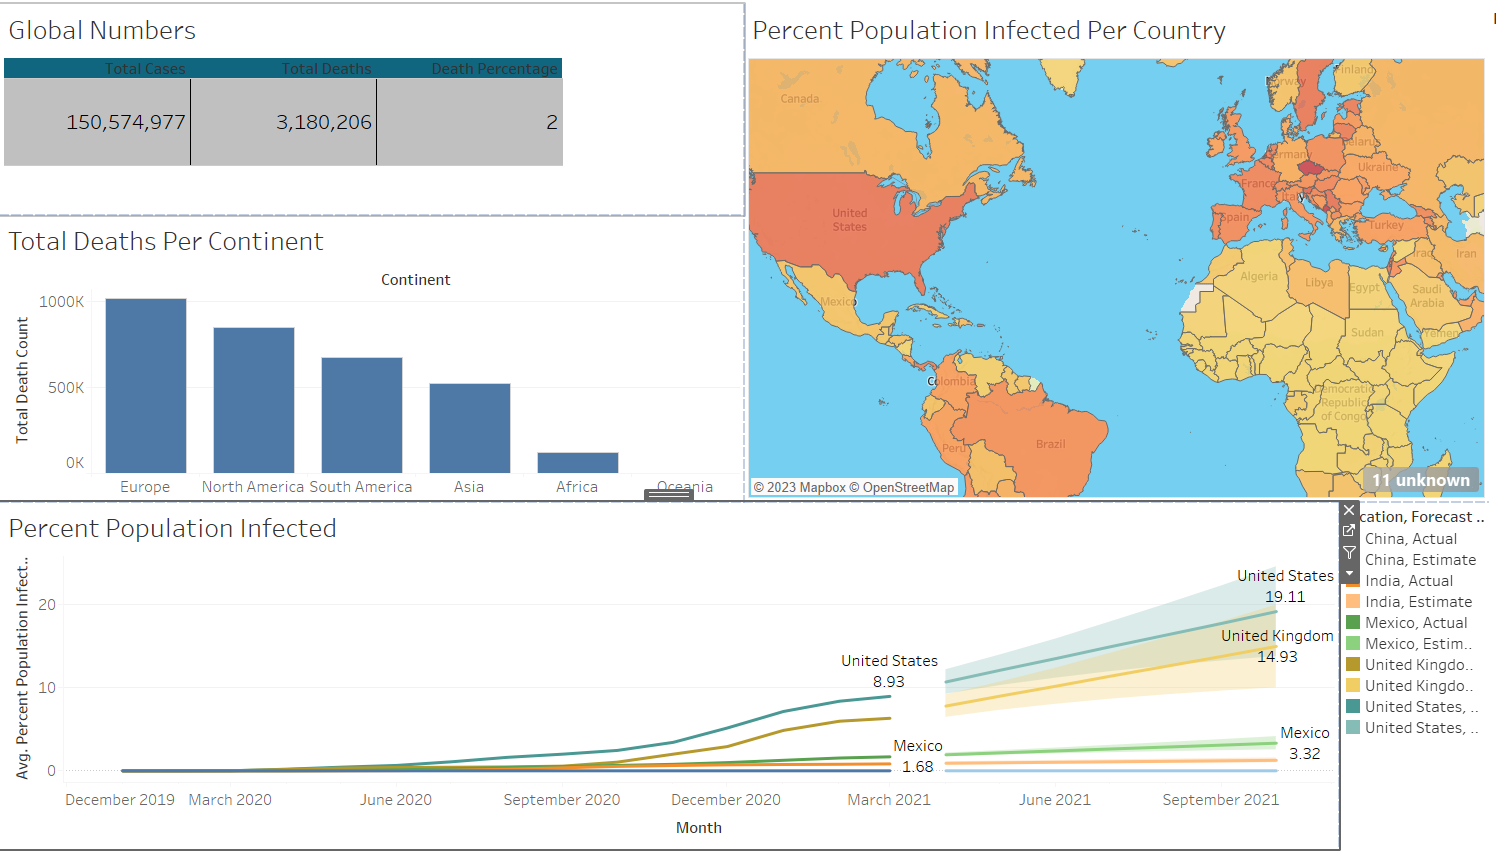 Global Numbers
Total Cases Total Deaths Death Percentage
150,574,977 3,180,206 2
Total Deaths Per Continent
Continent
Total Death Count
1000K
500K
0K
Europe North America South America Asia Africa Oceania
Percent Population Infected Per Country
Canada
United
States
Mexico
Colombia
Peru
Brazil
Norway
Finland
Belarus
Germany
Ukraine
France
Italy
Spain
Turkey
Iraq
Iran
Algeria
Libya
Egypt
Saudi
Arabia
Sudan
Yemen
Democratic
Republic
of Congo
© 2023 Mapbox © OpenStreetMap
11 unknown
Percent Population Infected
Avg. Percent Population Infect..
20
10
0
United States
8.93
Mexico
1.68
United States
19.11
United Kingdom
14.93
Mexico
3.32
December 2019 March 2020 June 2020 September 2020 December 2020 March 2021 June 2021 September 2021
Month
cation, Forecast ..
China, Actual
China, Estimate
India, Actual
India, Estimate
Mexico, Actual
Mexico, Estim..
United Kingdo..
United Kingdo..
United States, ..
United States, ..